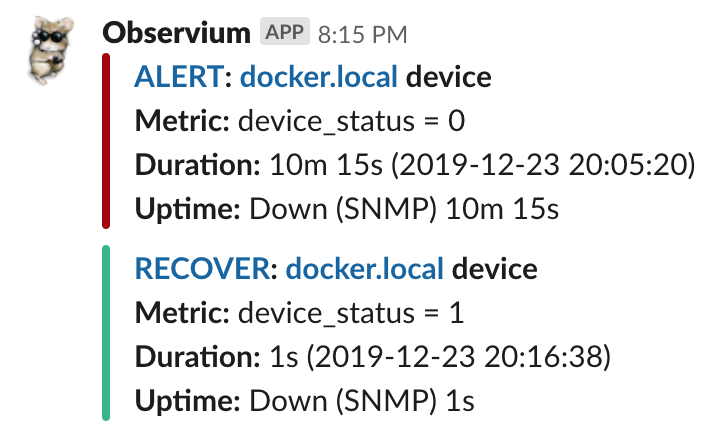 Observium APP 8:15 PM
ALERT: docker.local device
Metric: device_status = 0
Duration: 10m 15s (2019-12-23 20:05:20)
Uptime: Down (SNMP) 10m 15s
RECOVER: docker.local device
Metric: device_status = 1
Duration: 1s (2019-12-23 20:16:38)
Uptime: Down (SNMP) 1s